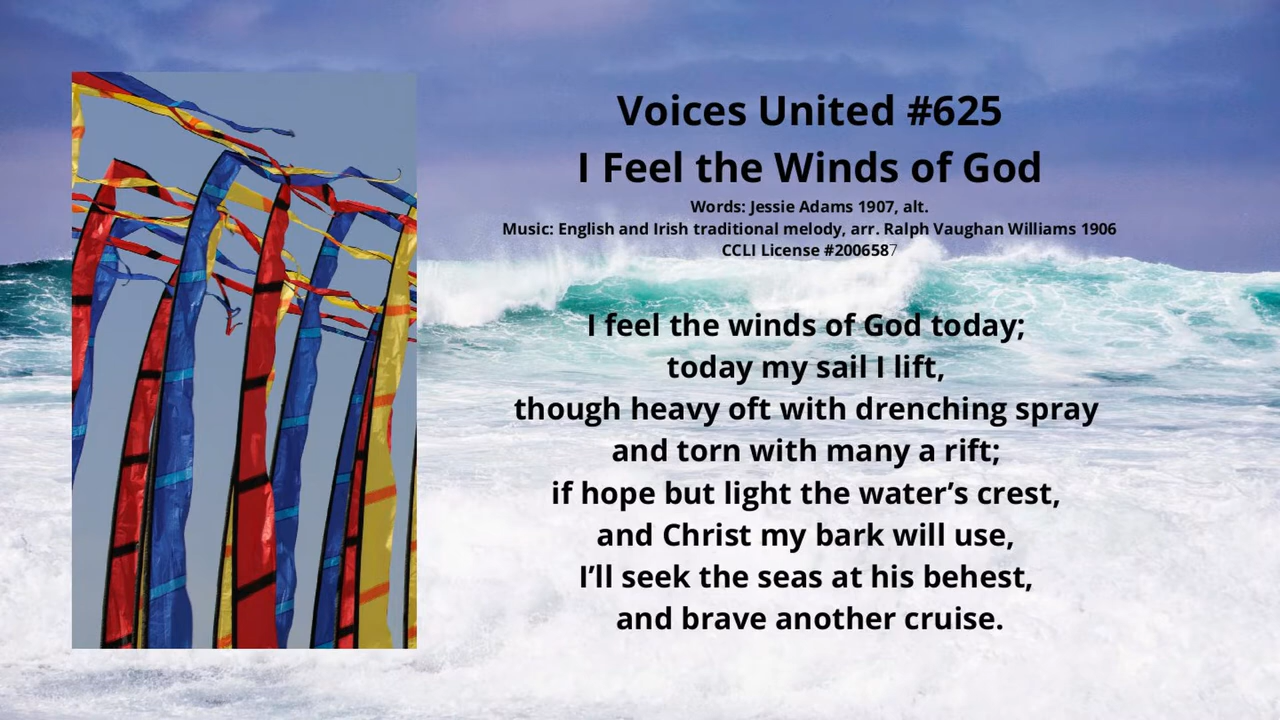 Voices United #625
I Feel the Winds of God
Words: Jessie Adams 1907, alt.
Music: English and Irish traditional melody, arr. Ralph Vaughan Williams 1906
CCLI License #2006587
I feel the winds of God today;
today my sail I lift,
though heavy oft with drenching spray
and torn with many a rift;
if hope but light the water’s crest,
and Christ my bark will use,
I’ll seek the seas at his behest,
and brave another cruise.